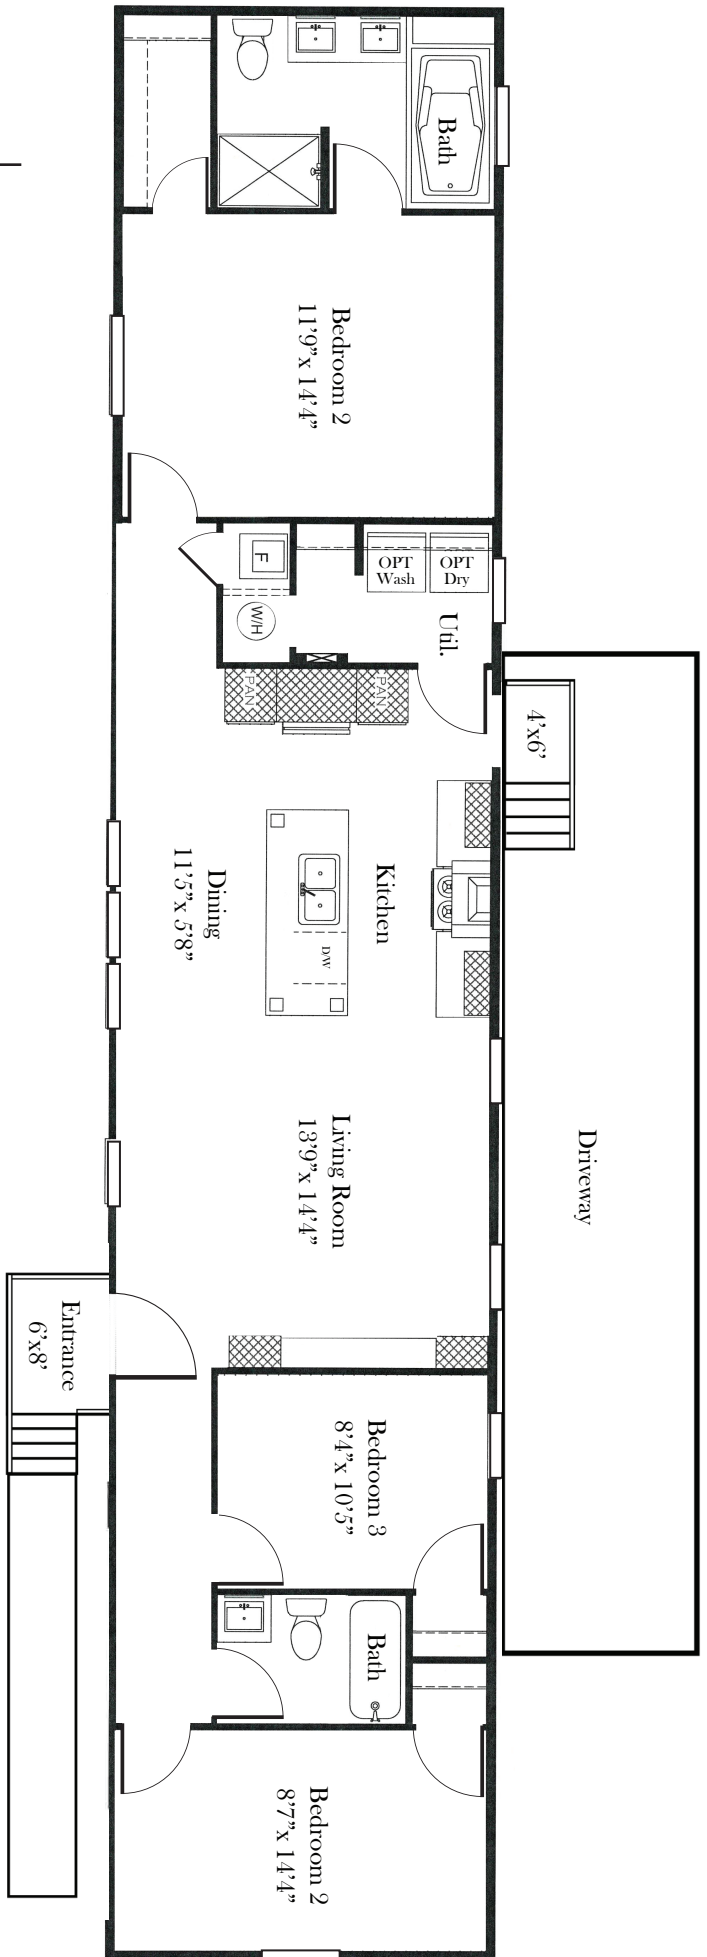 Bath
Bedroom 2
11'9" x 14'4"
F
W/H
OPT
Wash
OPT
Dry
Util.
PAN
PAN
4'x6'
Kitchen
D/W
Dining
11'5" x 5'8"
Living Room
13'9" x 14'4"
Driveway
Entrance
6'x8'
Bedroom 3
8'4" x 10'5"
Bath
Bedroom 2
8'7" x 14'4"